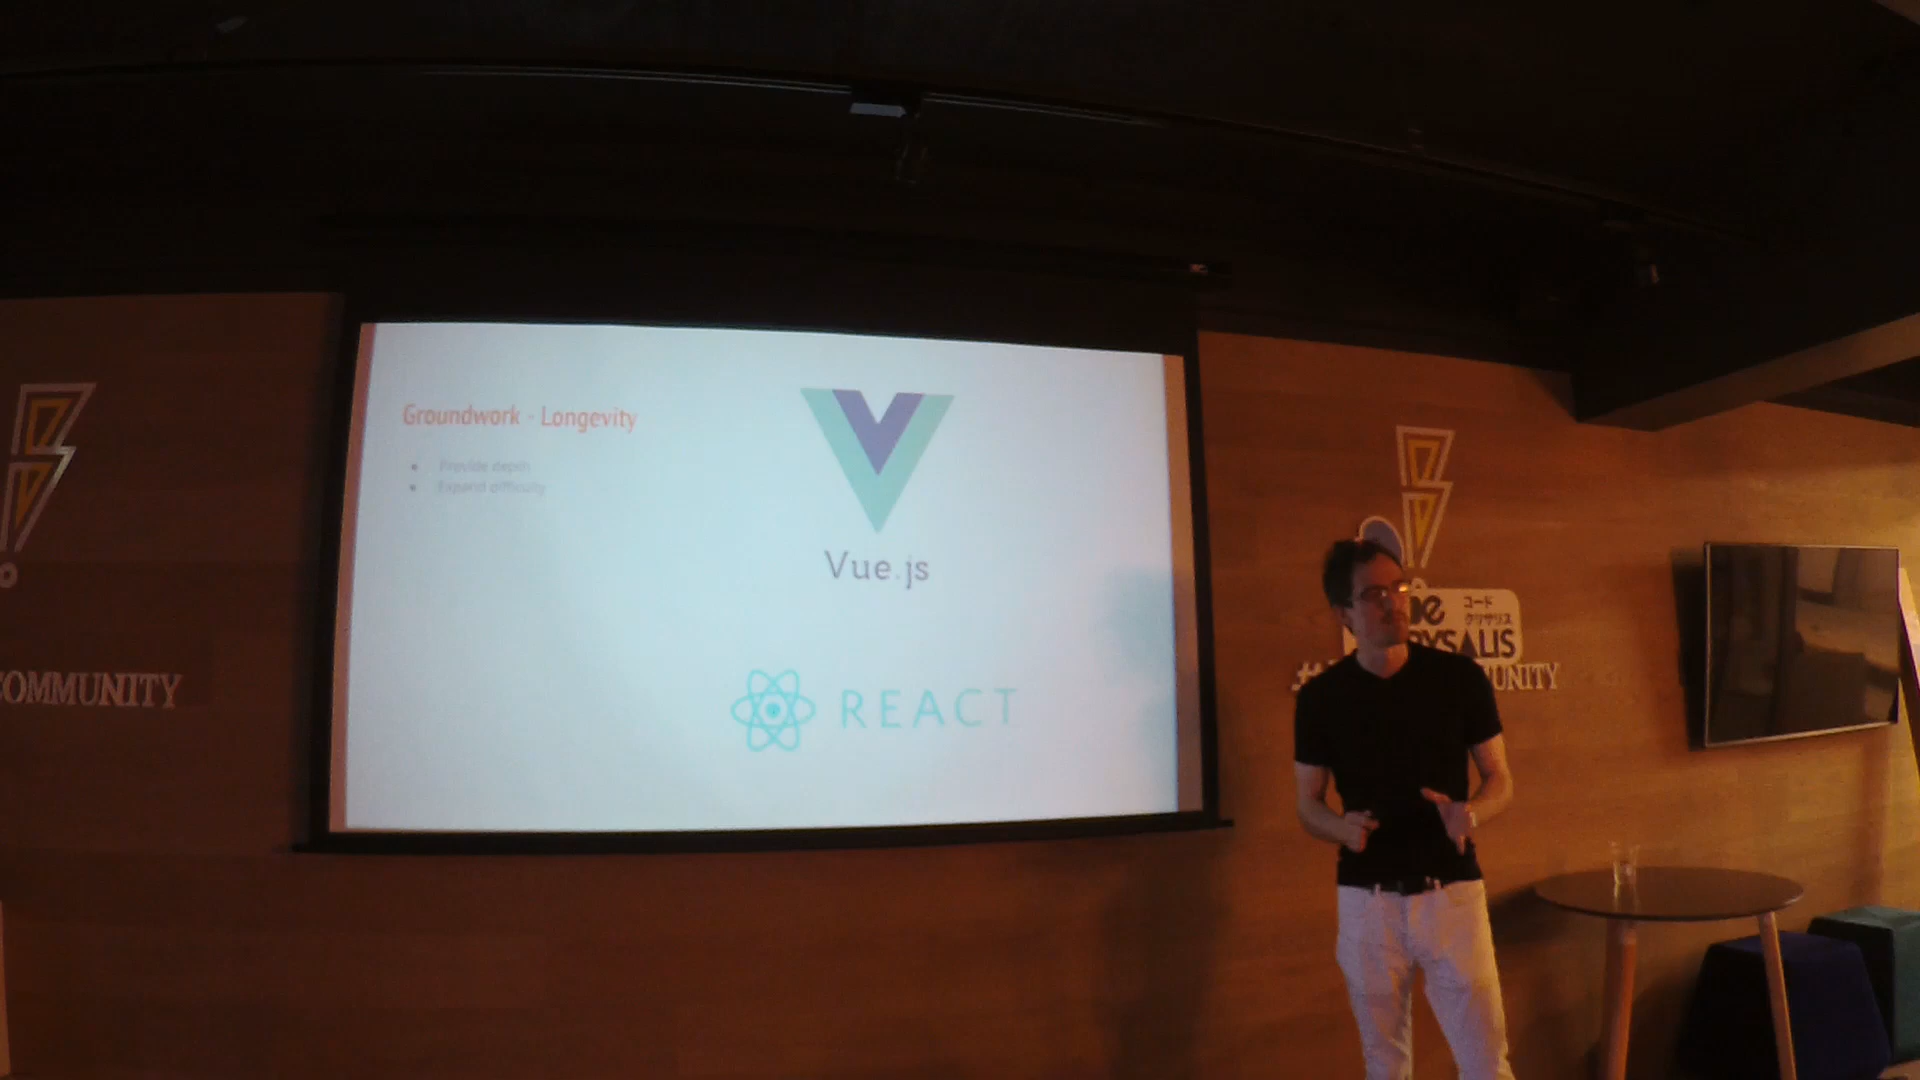 Groundwork - Longevity
Provide depth
Expand difficulty
Vue.js
REACT
COMMUNITY
コード
クリサリス
RYSALIS
UNITY